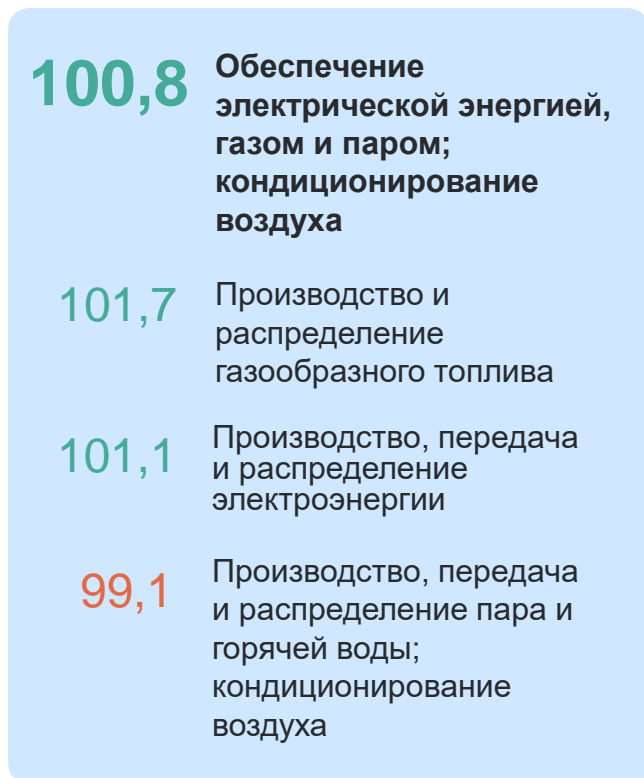 100,8
Обеспечение
электрической энергией,
газом и паром;
кондиционирование
воздуха
101,7
Производство и
распределение
газообразного топлива
101,1
Производство, передача
и распределение
электроэнергии
99,1
Производство, передача
и распределение пара и
горячей воды;
кондиционирование
воздуха